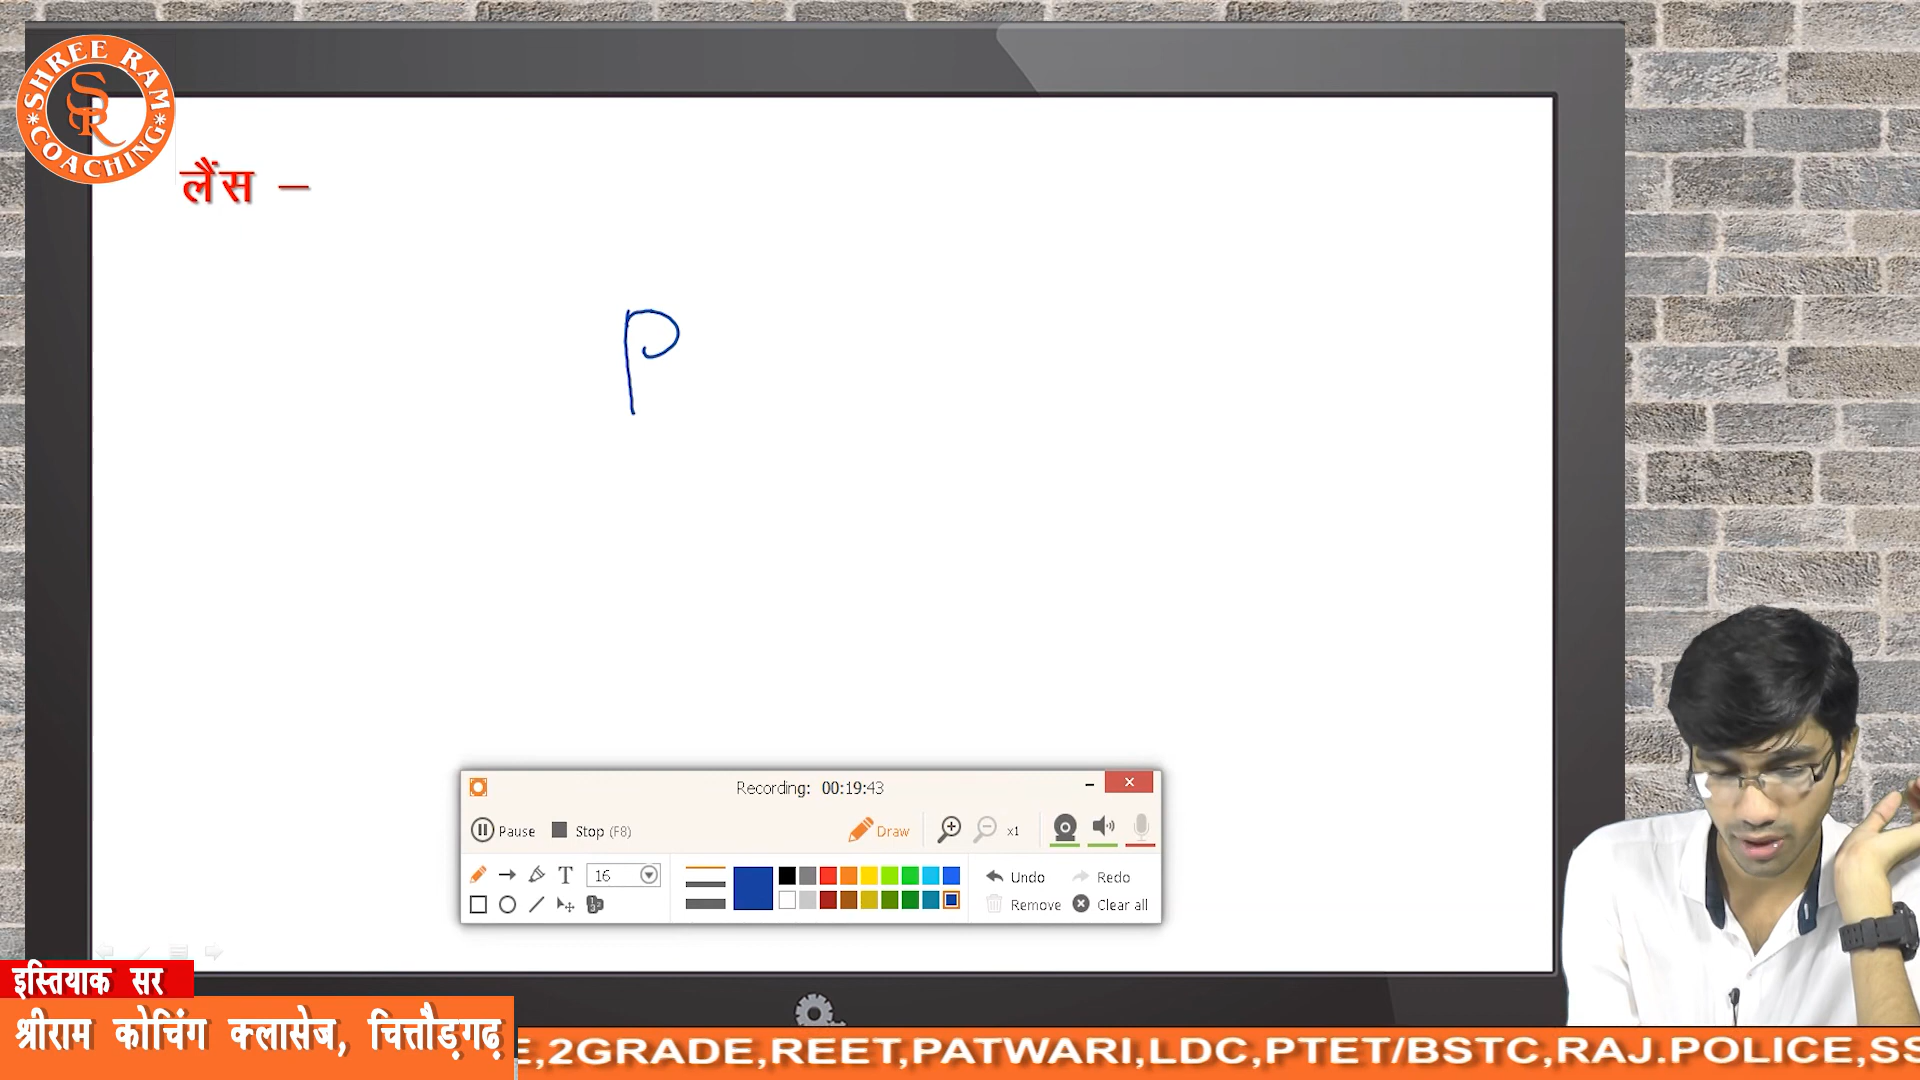 SHREE RAM
SR
COACHING
लैंस –
P
Recording: 00:19:43
Pause Stop (F8) Draw x1
T 16 Undo Redo
Remove Clear all
इस्तियाक सर
श्रीराम कोचिंग क्लासेज, चित्तौड़गढ़
E,2GRADE,REET,PATWARI,LDC,PTET/BSTC,RAJ.POLICE,SS